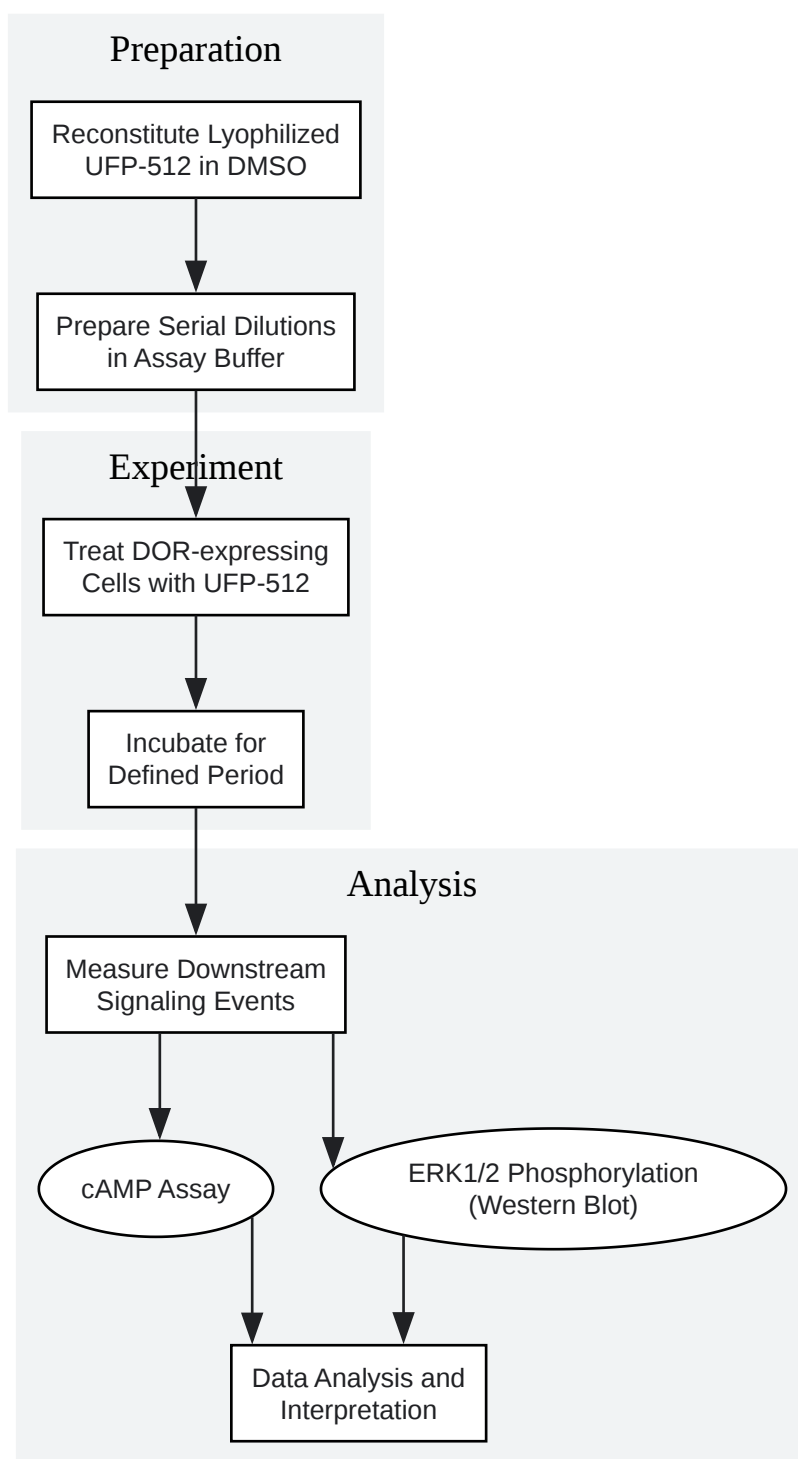 Preparation
Reconstitute Lyophilized
UFP-512 in DMSO
Prepare Serial Dilutions
in Assay Buffer
Experiment
Treat DOR-expressing
Cells with UFP-512
Incubate for
Defined Period
Analysis
Measure Downstream
Signaling Events
cAMP Assay
ERK1/2 Phosphorylation
(Western Blot)
Data Analysis and
Interpretation